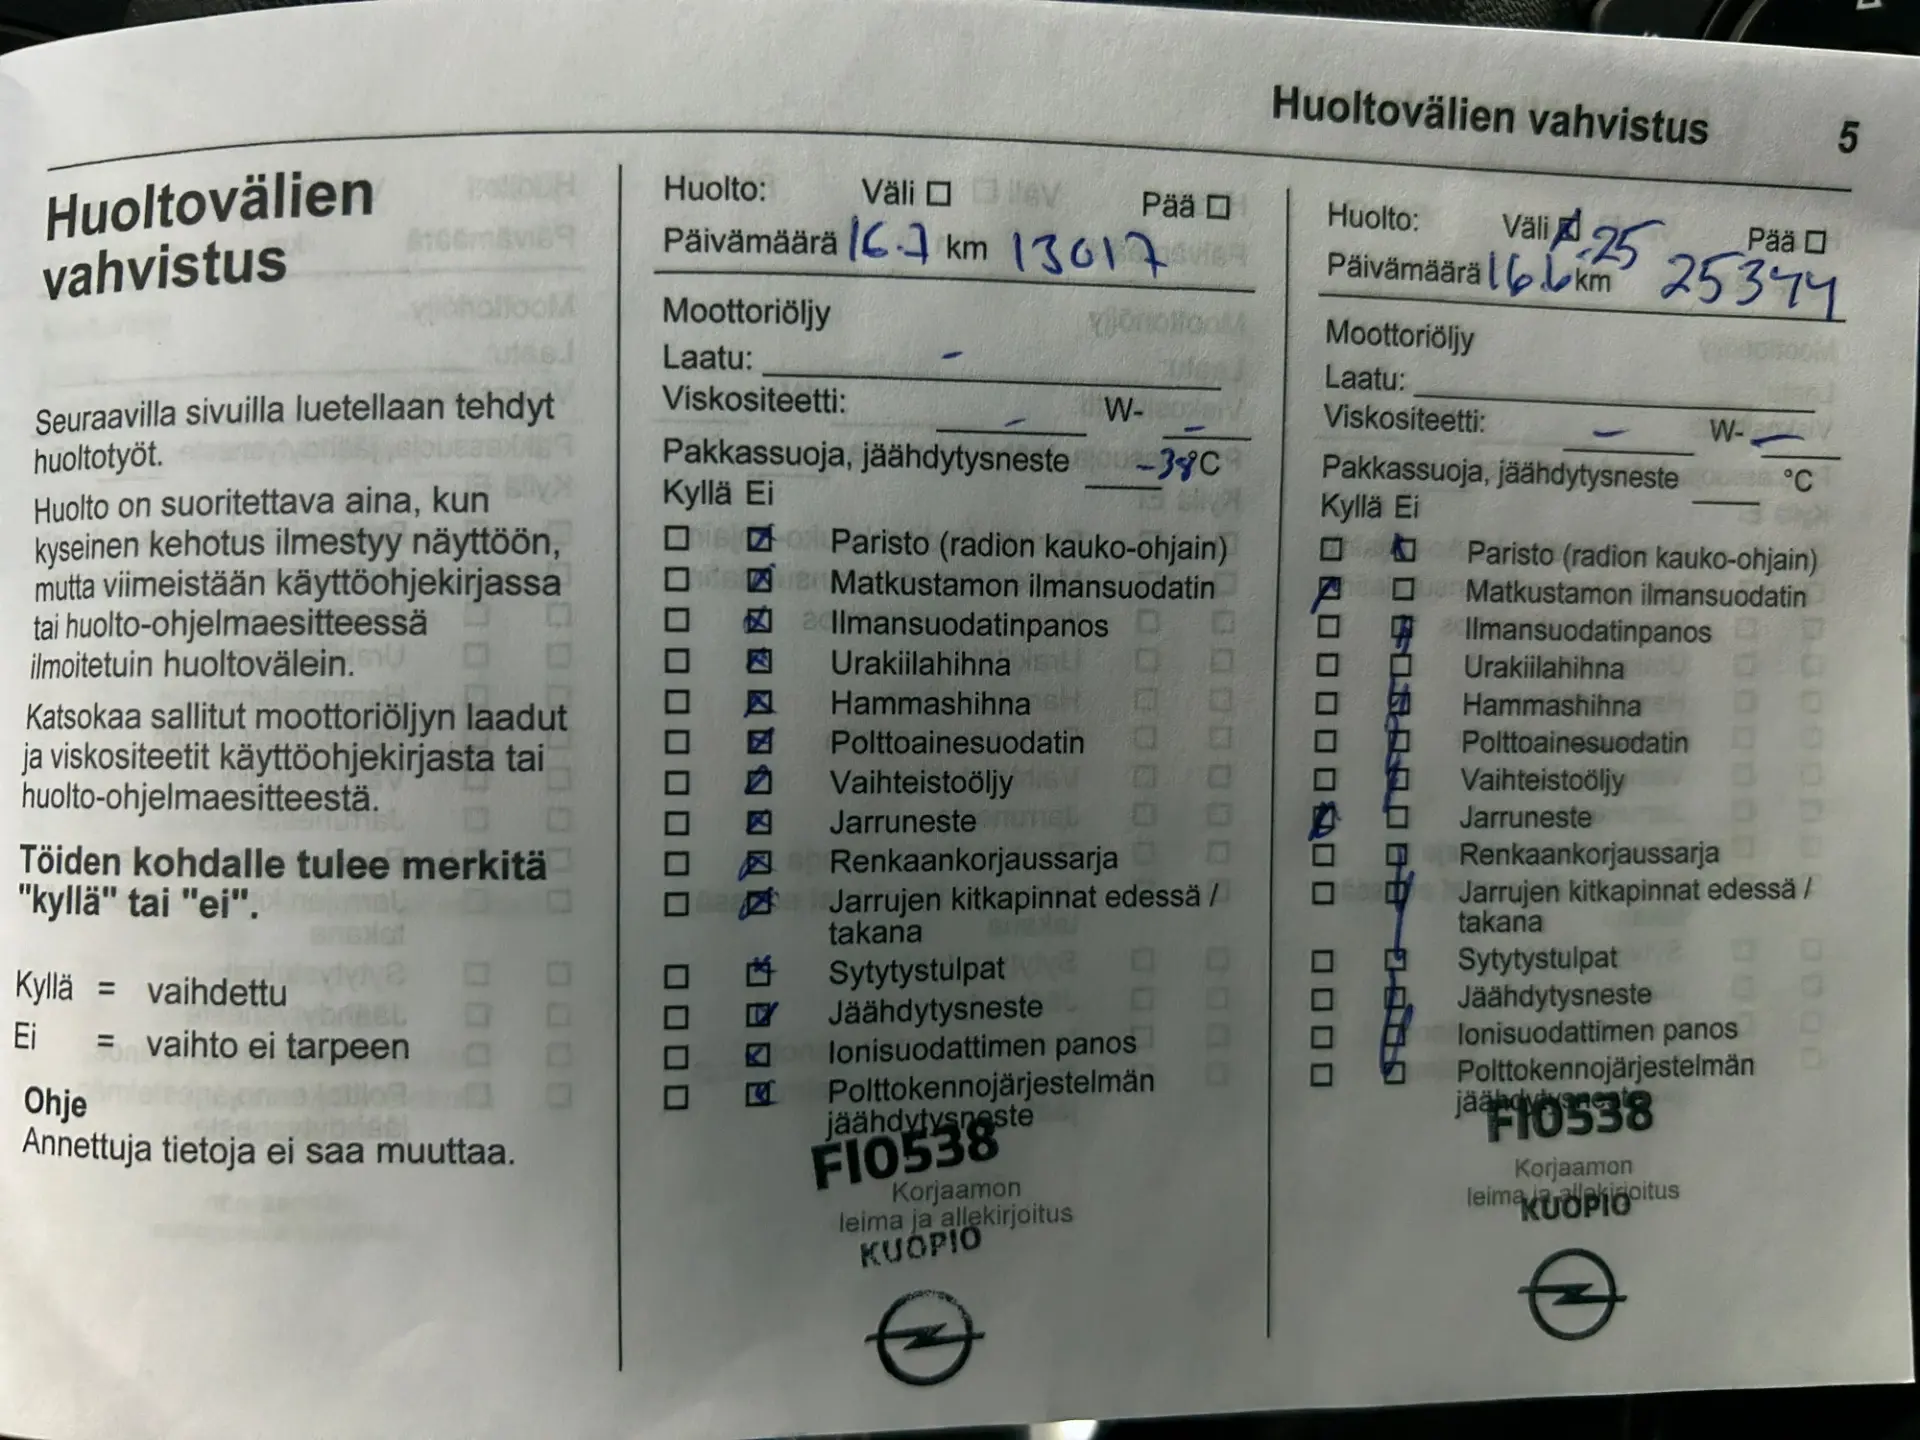 Huoltovälien vahvistus 5
Huoltovälien
vahvistus
Seuraavilla sivuilla luetellaan tehdyt
huoltotyöt.
Huolto on suoritettava aina, kun
kyseinen kehotus ilmestyy näyttöön,
mutta viimeistään käyttöohjekirjassa
tai huolto-ohjelmaesitteessä
ilmoitetuin huoltovälein.
Katsokaa sallitut moottoriöljyn laadut
ja viskositeetit käyttöohjekirjasta tai
huolto-ohjelmaesitteestä.
Töiden kohdalle tulee merkitä
"kyllä" tai "ei".
Kyllä = vaihdettu
Ei = vaihto ei tarpeen
Ohje
Annettuja tietoja ei saa muuttaa.
Huolto: Väli Pää
Päivämäärä 16.7 km 13017
Moottoriöljy
Laatu: -
Viskositeetti: - W- -
Pakkassuoja, jäähdytysneste -38°C
Kyllä Ei
Paristo (radion kauko-ohjain)
Matkustamon ilmansuodatin
Ilmansuodatinpanos
Urakiilahihna
Hammashihna
Polttoainesuodatin
Vaihteistoöljy
Jarruneste
Renkaankorjaussarja
Jarrujen kitkapinnat edessä /
takana
Sytytystulpat
Jäähdytysneste
Ionisuodattimen panos
Polttokennojärjestelmän
jäähdytysneste
FI0538
Korjaamon
leima ja allekirjoitus
KUOPIO
Huolto: Väli Pää
Päivämäärä 16.6.25 km 25344
Moottoriöljy
Laatu:
Viskositeetti: - W- -
Pakkassuoja, jäähdytysneste °C
Kyllä Ei
Paristo (radion kauko-ohjain)
Matkustamon ilmansuodatin
Ilmansuodatinpanos
Urakiilahihna
Hammashihna
Polttoainesuodatin
Vaihteistoöljy
Jarruneste
Renkaankorjaussarja
Jarrujen kitkapinnat edessä /
takana
Sytytystulpat
Jäähdytysneste
Ionisuodattimen panos
Polttokennojärjestelmän
jäähdytysneste
FI0538
Korjaamon
leima ja allekirjoitus
KUOPIO